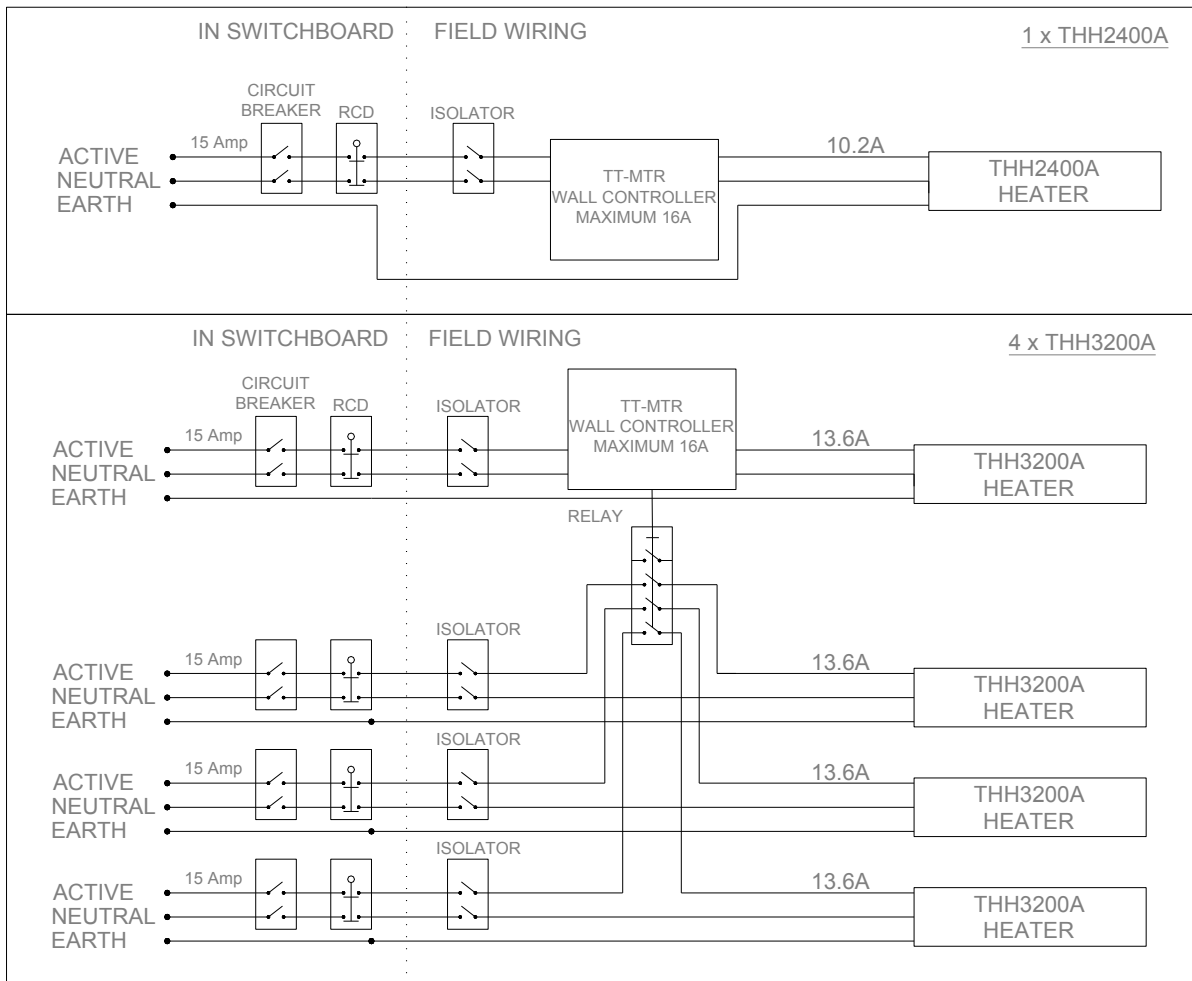 IN SWITCHBOARD
FIELD WIRING
1 x THH2400A
CIRCUIT
BREAKER
RCD
ISOLATOR
15 Amp
10.2A
ACTIVE
NEUTRAL
EARTH
TT-MTR
WALL CONTROLLER
MAXIMUM 16A
THH2400A
HEATER
IN SWITCHBOARD
FIELD WIRING
4 x THH3200A
CIRCUIT
BREAKER
RCD
ISOLATOR
TT-MTR
WALL CONTROLLER
MAXIMUM 16A
15 Amp
13.6A
ACTIVE
NEUTRAL
EARTH
THH3200A
HEATER
RELAY
ISOLATOR
15 Amp
13.6A
ACTIVE
NEUTRAL
EARTH
THH3200A
HEATER
ISOLATOR
15 Amp
13.6A
ACTIVE
NEUTRAL
EARTH
THH3200A
HEATER
ISOLATOR
15 Amp
13.6A
ACTIVE
NEUTRAL
EARTH
THH3200A
HEATER